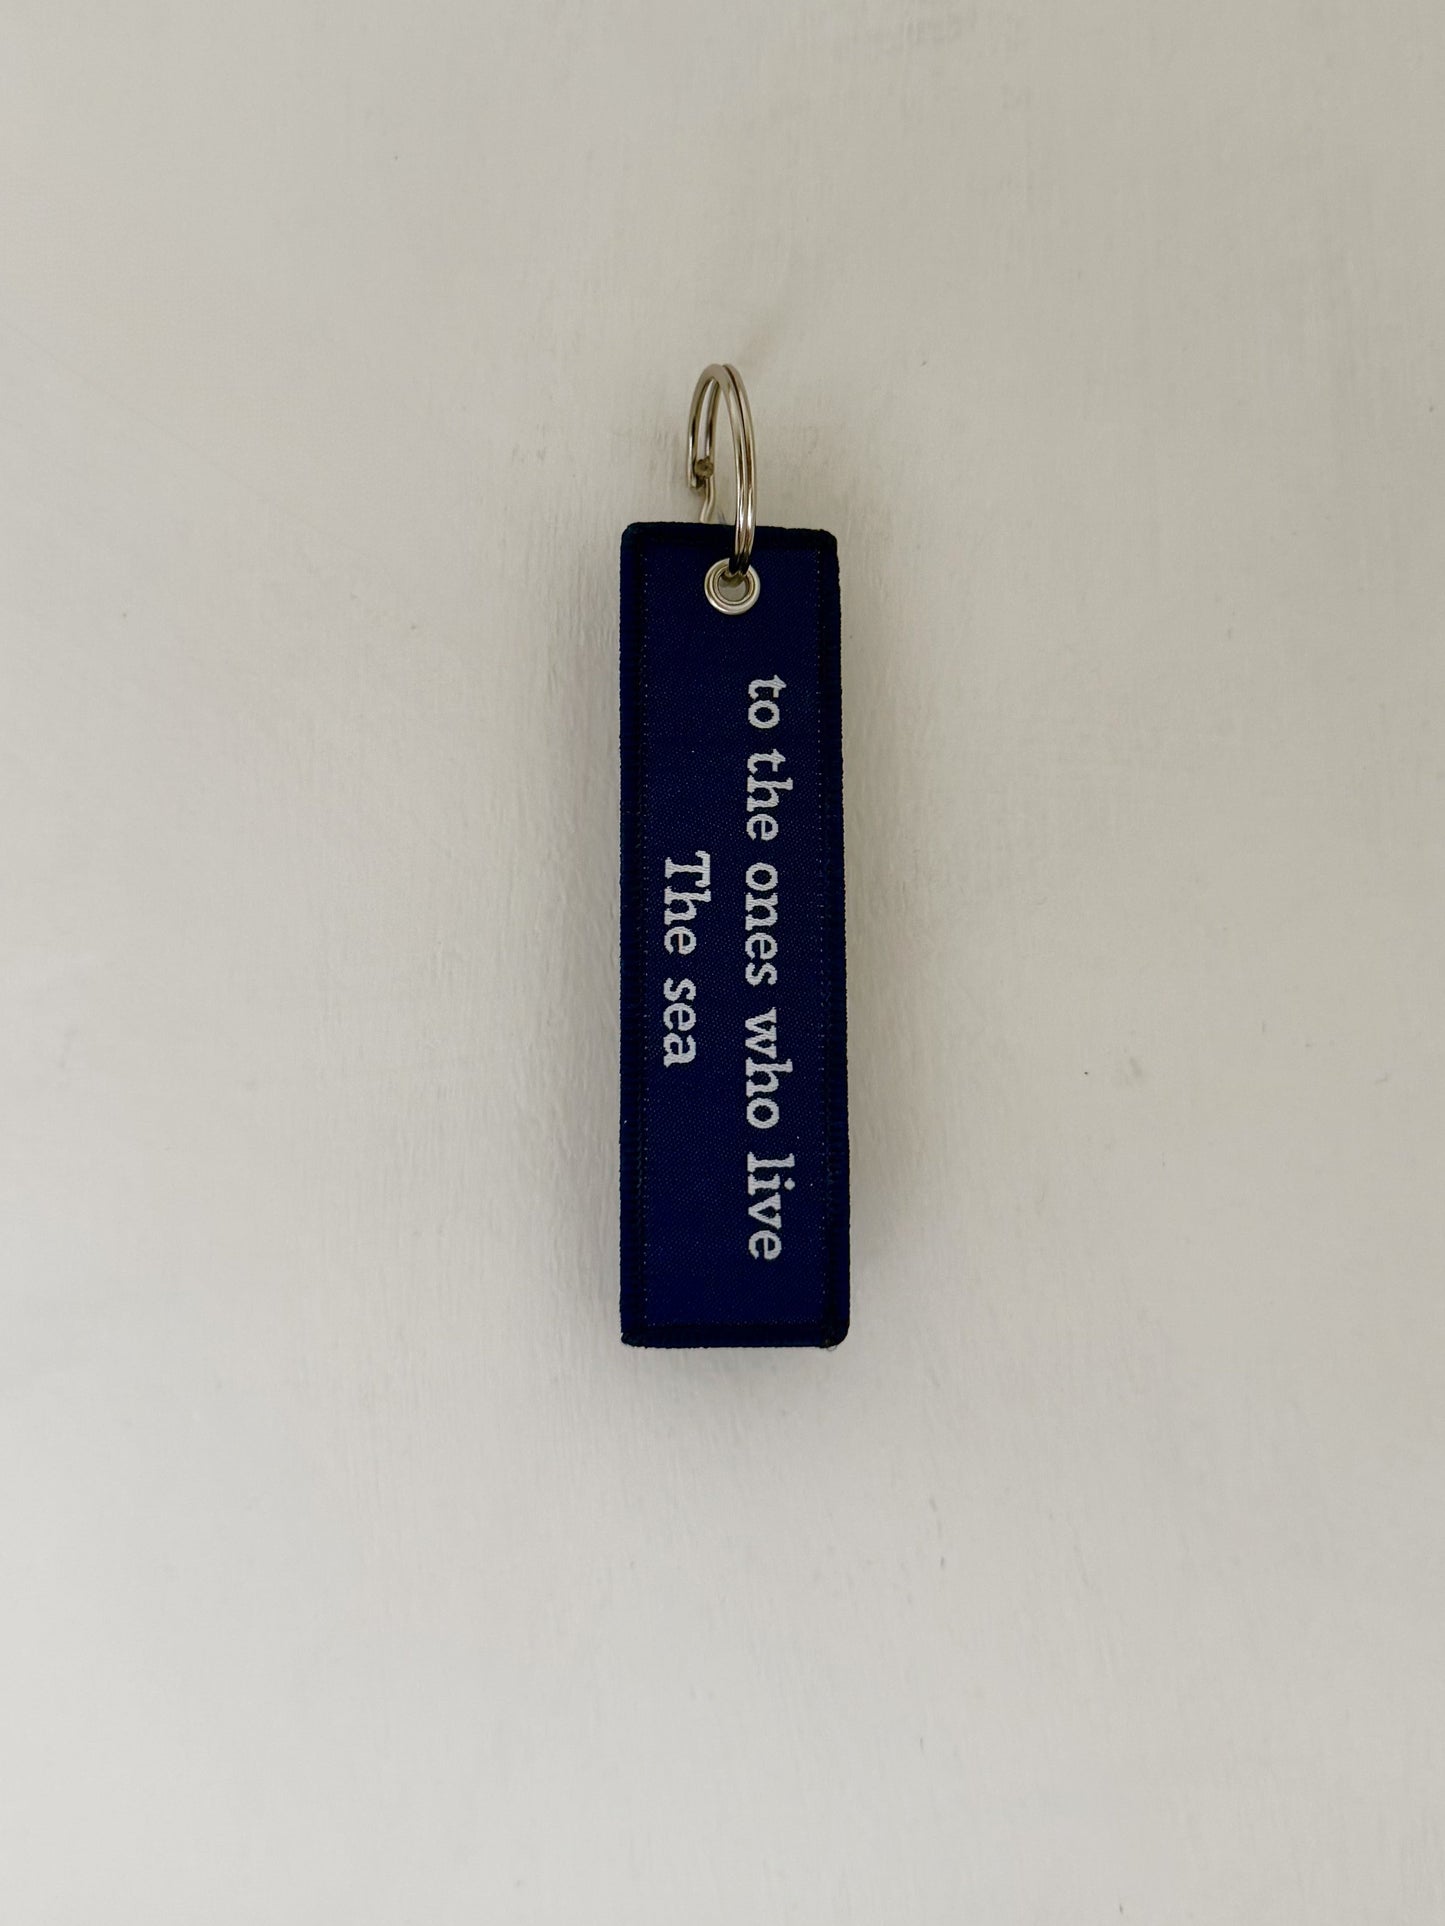 to the ones who live
The sea